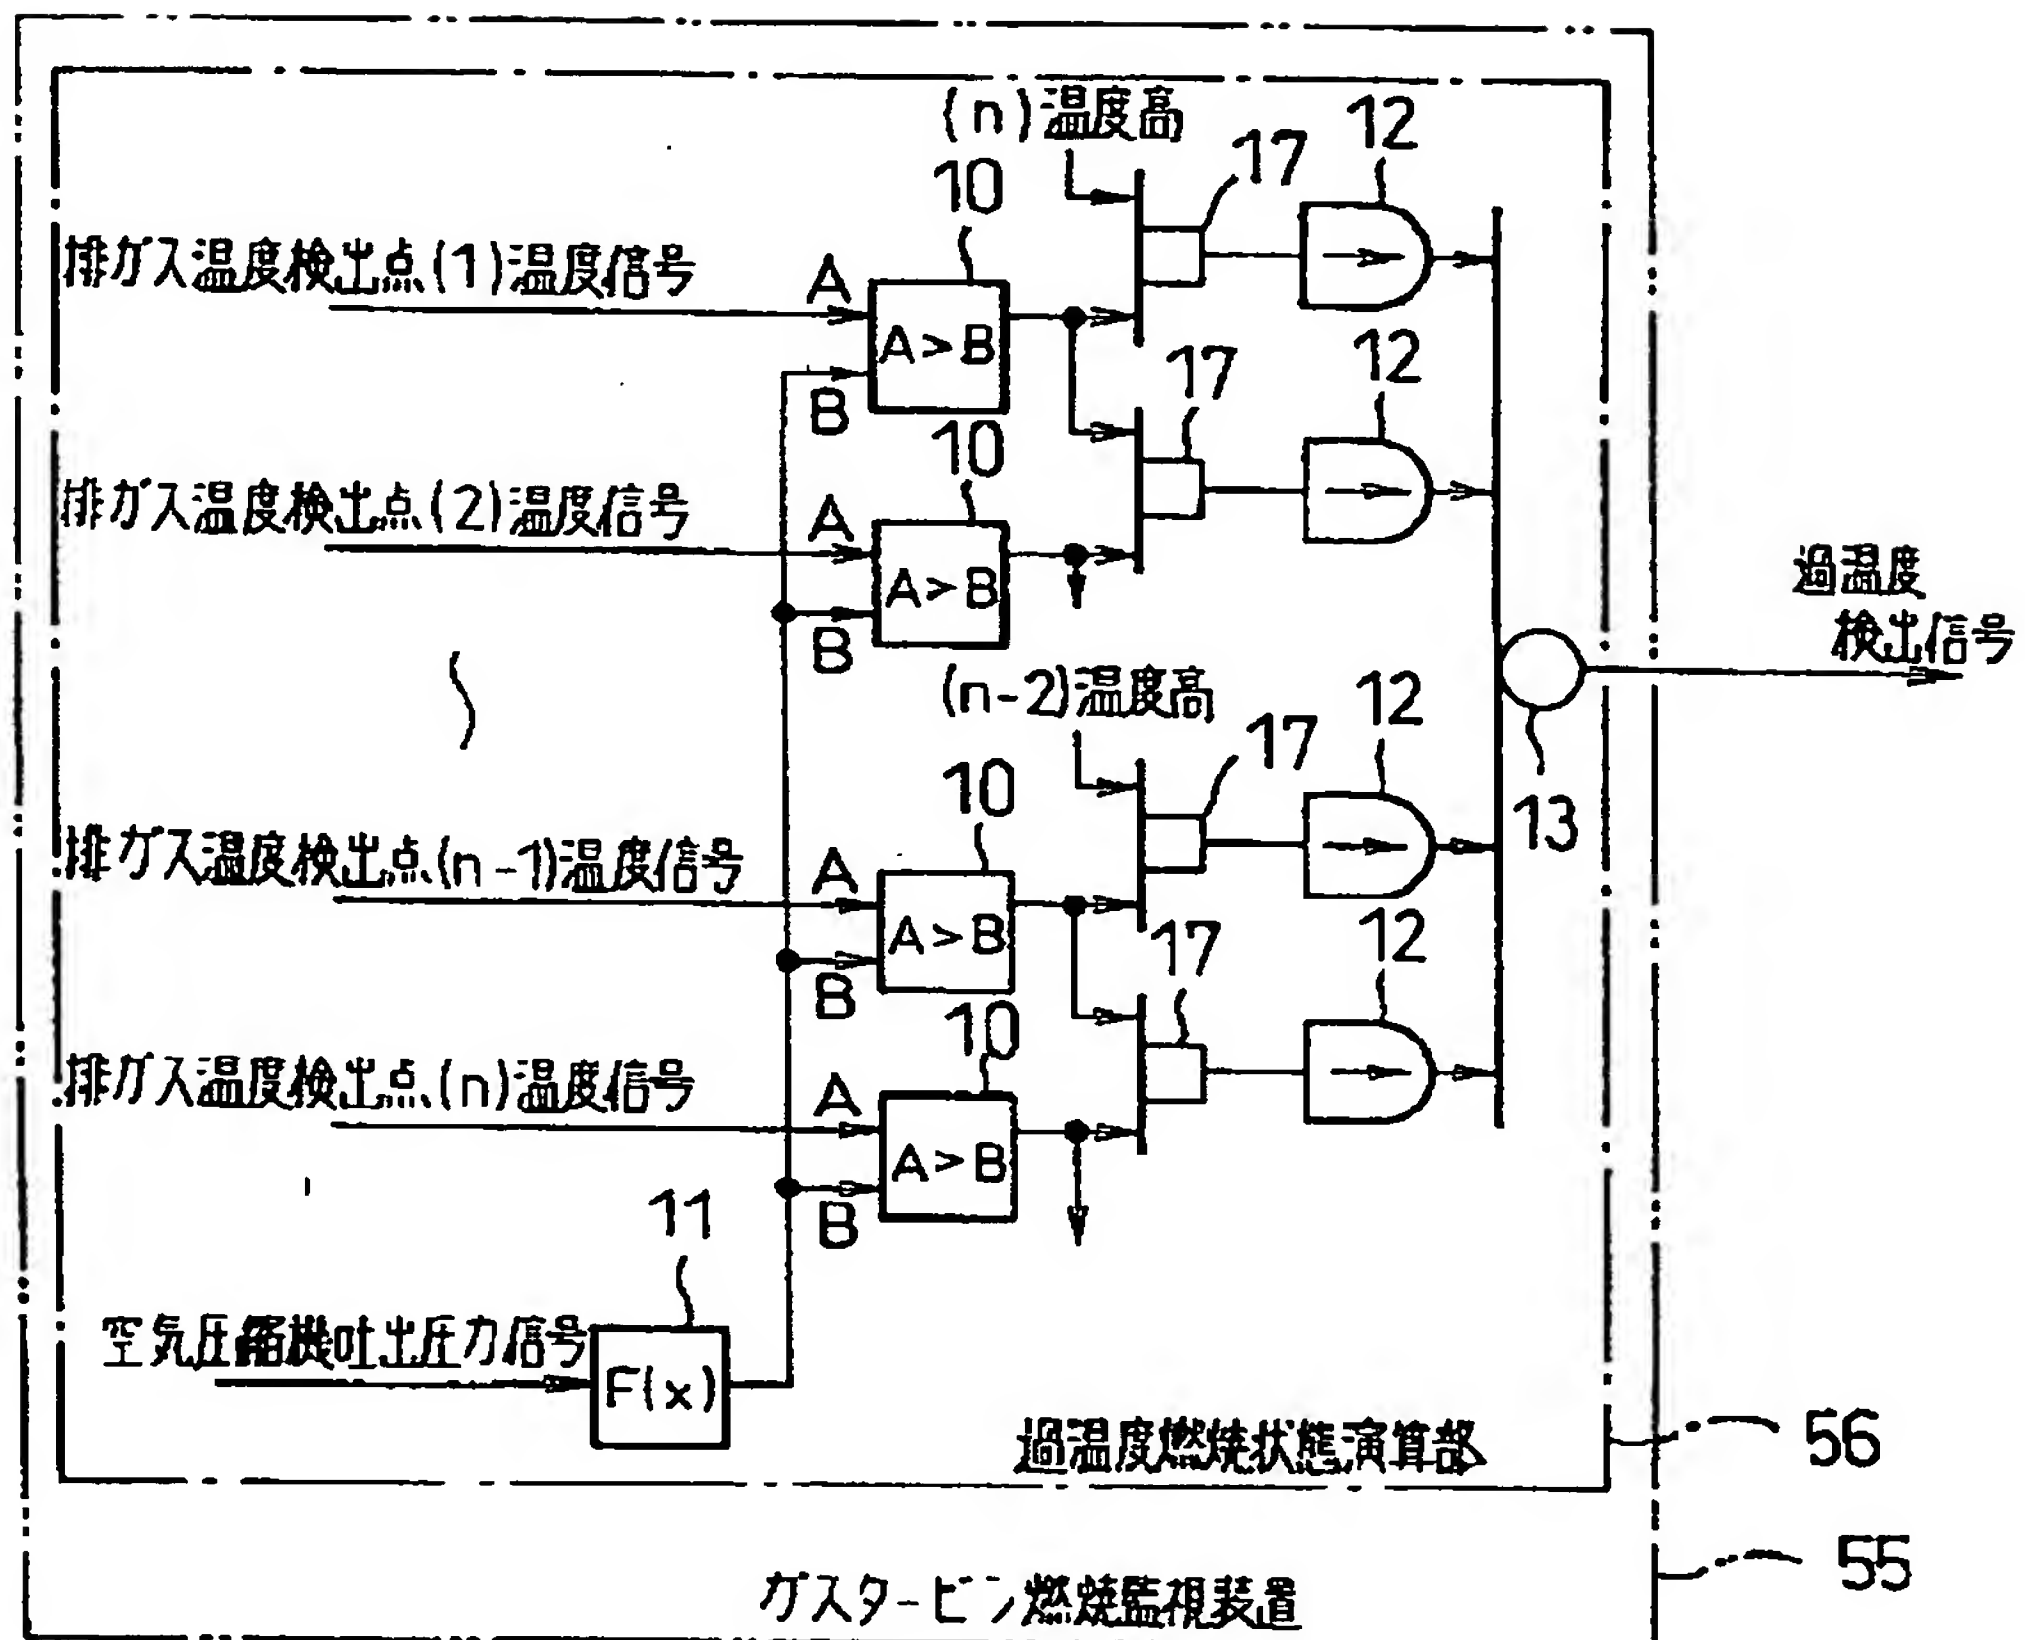 (n)温度高
12
17
10
排ガス温度検出点(1)温度信号
A
A>B
B
12
17
10
排ガス温度検出点(2)温度信号
A
A>B
B
過温度
検出信号
(n-2)温度高
12
17
13
10
排ガス温度検出点(n-1)温度信号
A
A>B
B
12
17
10
排ガス温度検出点(n)温度信号
A
A>B
B
11
空気圧縮機吐出圧力信号
F(x)
過温度燃焼状態演算部
56
55
ガスタービン燃焼監視装置